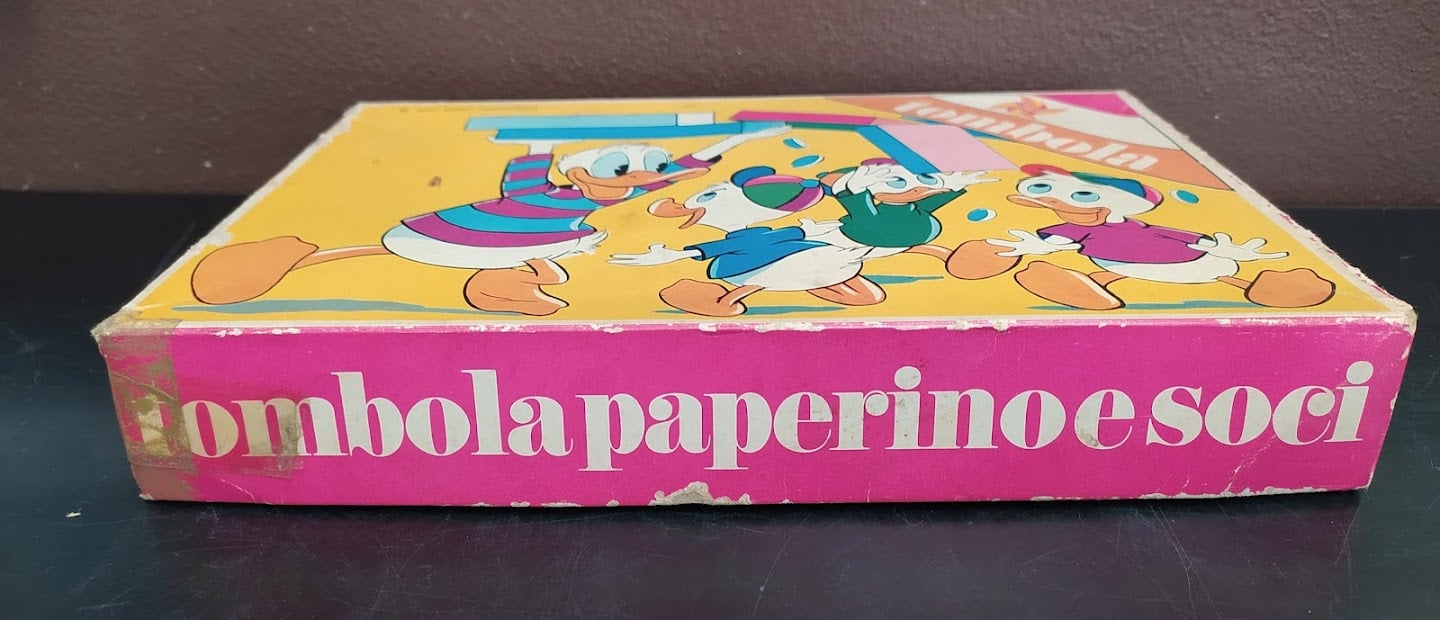 tombola
tombola paperino e soci